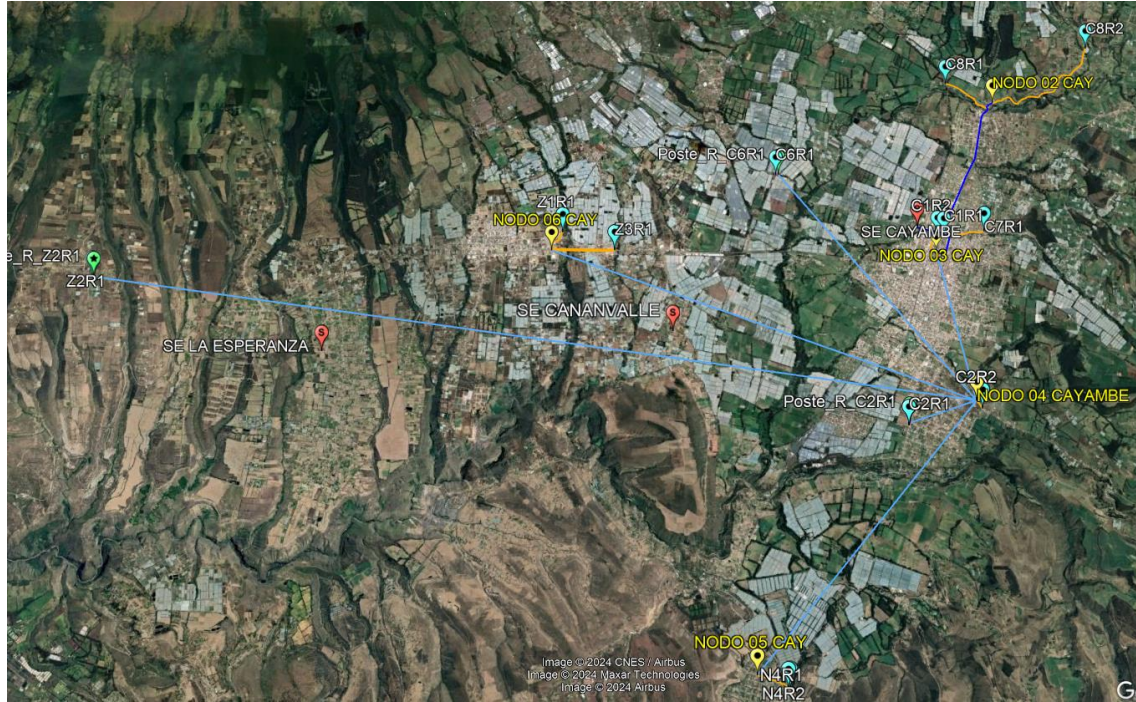 C8R2
C8R1
NODO 02 CAY
Poste_R_C6R1 C6R1
Z1R1
C1R2
C1R1
NODO 06 CAY
C7R1
Z3R1
SE CAYAMBE
NODO 03 CAY
e_R_Z2R1
Z2R1
SE CANANVALLE
S
S
SE LA ESPERANZA
C2R2
NODO 04 CAYAMBE
Poste_R_C2R1 C2R1
NODO 05 CAY
N4R1
N4R2
Image © 2024 CNES / Airbus
Image © 2024 Maxar Technologies
Image © 2024 Airbus
G